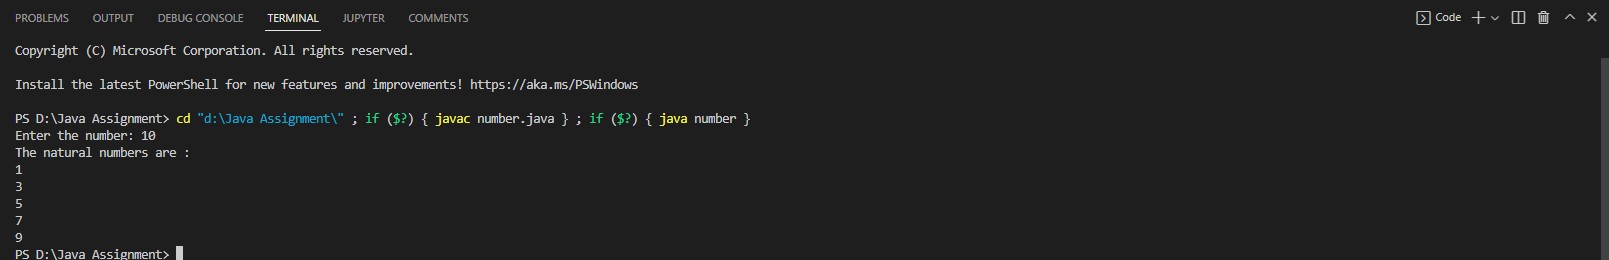 PROBLEMS OUTPUT DEBUG CONSOLE TERMINAL JUPYTER COMMENTS Code
Copyright (C) Microsoft Corporation. All rights reserved.
Install the latest PowerShell for new features and improvements! https://aka.ms/PSWindows
PS D:\Java Assignment> cd "d:\Java Assignment\" ; if ($?) { javac number.java } ; if ($?) { java number }
Enter the number: 10
The natural numbers are :
1
3
5
7
9
PS D:\Java Assignment>